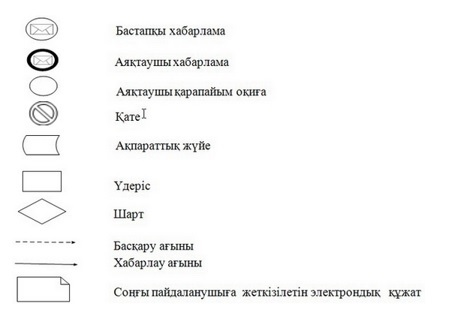 Бастапқы хабарлама
Аяқтаушы хабарлама
Аяқтаушы қарапайым оқиға
Қате
Ақпараттық жүйе
Үдеріс
Шарт
Басқару ағыны
Хабарлау ағыны
Соңғы пайдаланушыға жеткізілетін электрондық құжат